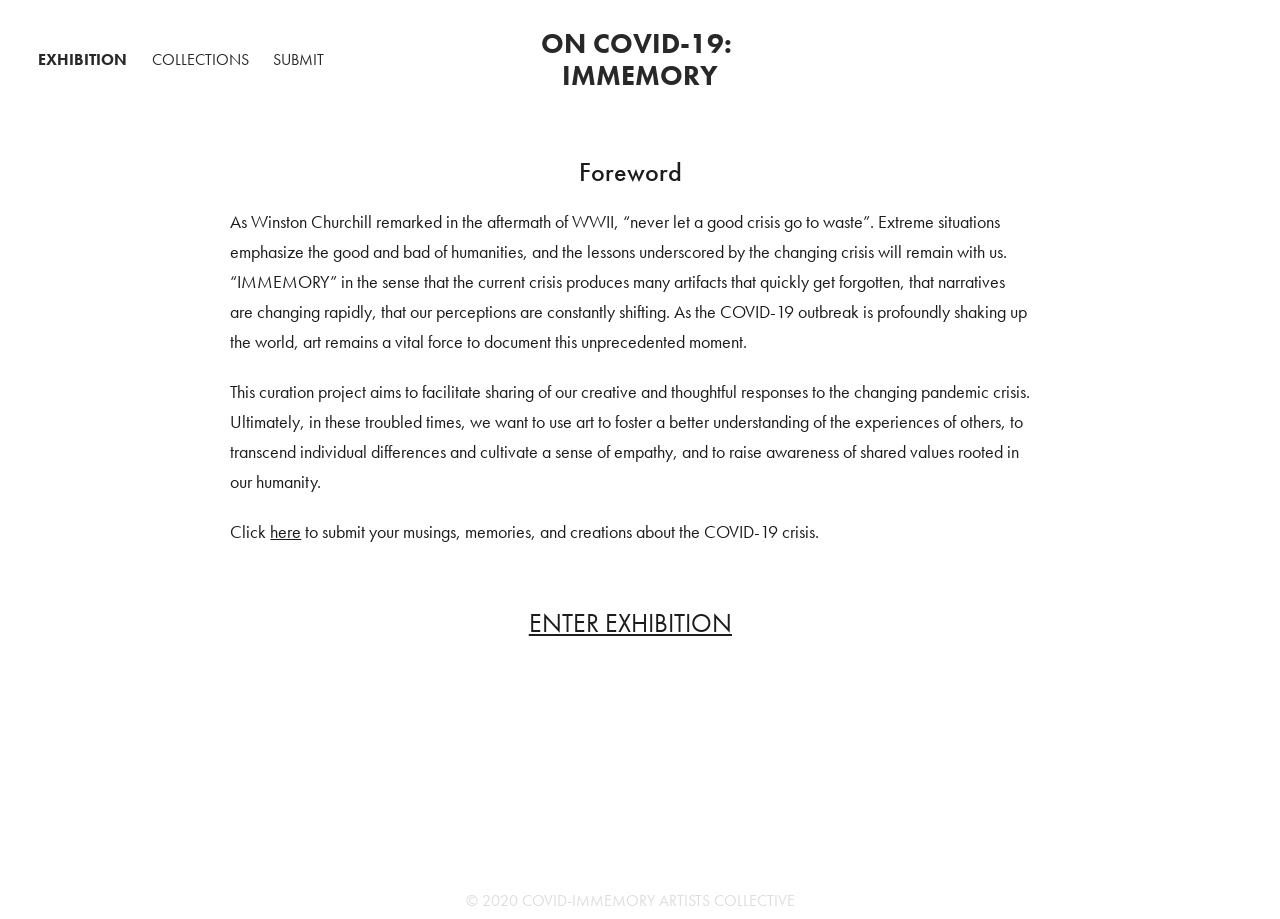 EXHIBITION COLLECTIONS SUBMIT
ON COVID-19:
IMMEMORY
Foreword
As Winston Churchill remarked in the aftermath of WWII, “never let a good crisis go to waste”. Extreme situations
emphasize the good and bad of humanities, and the lessons underscored by the changing crisis will remain with us.
“IMMEMORY” in the sense that the current crisis produces many artifacts that quickly get forgotten, that narratives
are changing rapidly, that our perceptions are constantly shifting. As the COVID-19 outbreak is profoundly shaking up
the world, art remains a vital force to document this unprecedented moment.
This curation project aims to facilitate sharing of our creative and thoughtful responses to the changing pandemic crisis.
Ultimately, in these troubled times, we want to use art to foster a better understanding of the experiences of others, to
transcend individual differences and cultivate a sense of empathy, and to raise awareness of shared values rooted in
our humanity.
Click here to submit your musings, memories, and creations about the COVID-19 crisis.
ENTER EXHIBITION
© 2020 COVID-IMMEMORY ARTISTS COLLECTIVE